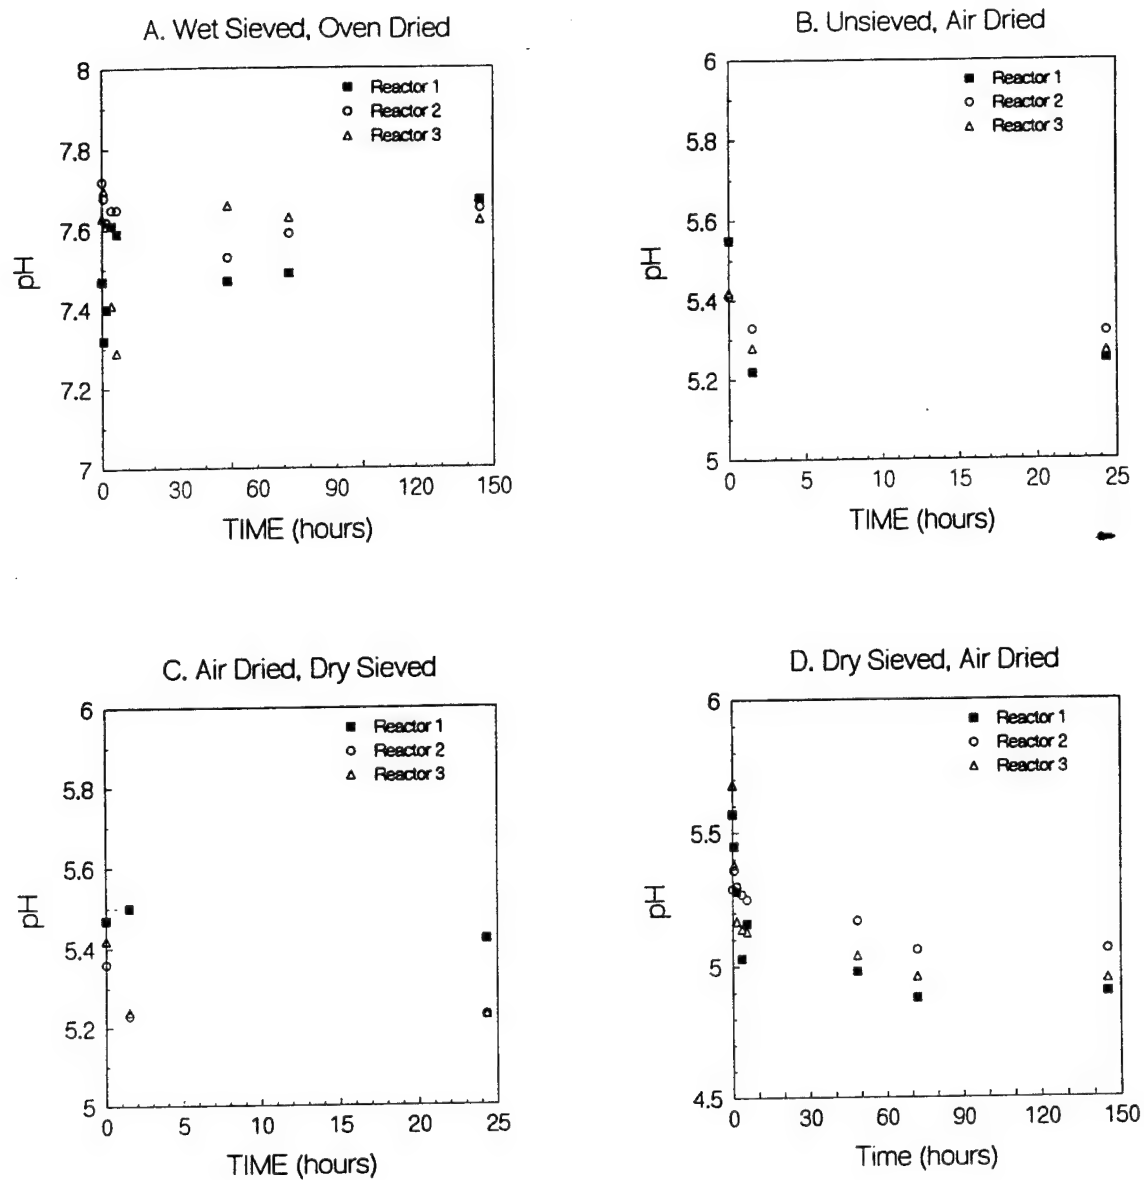 A. Wet Sieved, Oven Dried
8
7.8
7.6
7.4
7.2
7
pH
Reactor 1
Reactor 2
Reactor 3
0 30 60 90 120 150
TIME (hours)
B. Unsieved, Air Dried
6
5.8
5.6
5.4
5.2
5
pH
Reactor 1
Reactor 2
Reactor 3
0 5 10 15 20 25
TIME (hours)
C. Air Dried, Dry Sieved
6
5.8
5.6
5.4
5.2
5
pH
Reactor 1
Reactor 2
Reactor 3
0 5 10 15 20 25
TIME (hours)
D. Dry Sieved, Air Dried
6
5.5
5
4.5
pH
Reactor 1
Reactor 2
Reactor 3
0 30 60 90 120 150
Time (hours)